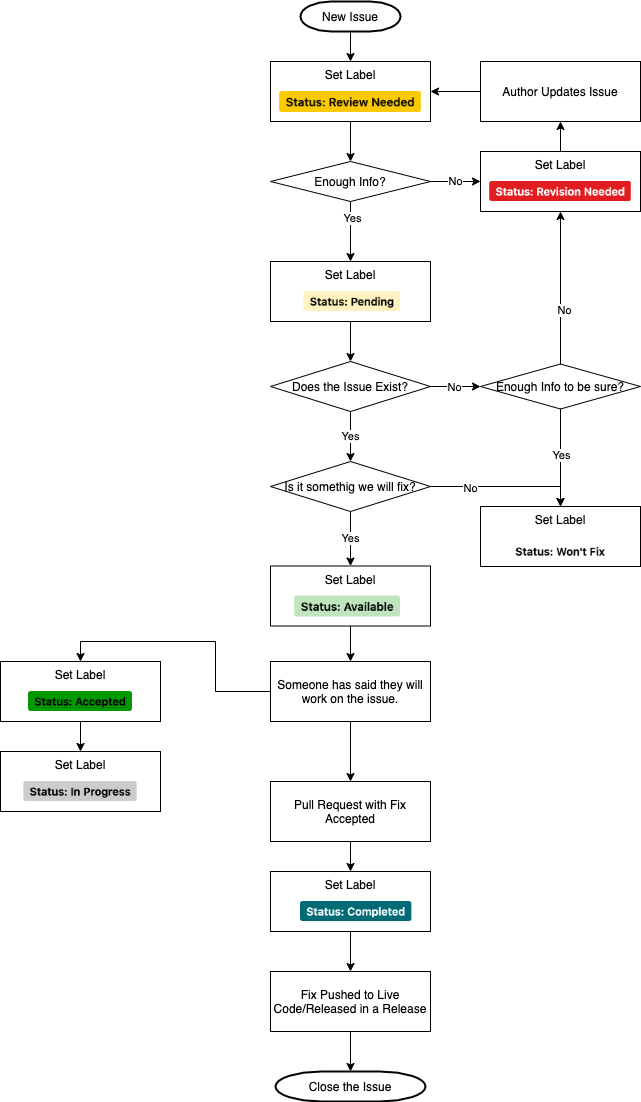 New Issue
Set Label
Status: Review Needed
Author Updates Issue
Enough Info?
No
Set Label
Status: Revision Needed
Yes
Set Label
Status: Pending
No
Does the Issue Exist?
No
Enough Info to be sure?
Yes
Yes
Is it somethig we will fix?
No
Set Label
Status: Won't Fix
Yes
Set Label
Status: Available
Set Label
Status: Accepted
Someone has said they will
work on the issue.
Set Label
Status: In Progress
Pull Request with Fix
Accepted
Set Label
Status: Completed
Fix Pushed to Live
Code/Released in a Release
Close the Issue